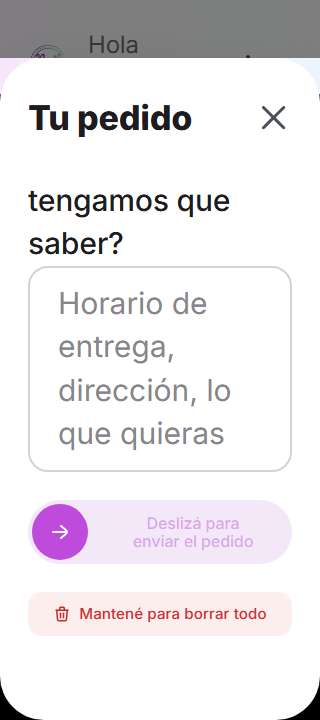 Hola
Tu pedido
tengamos que
saber?
Horario de
entrega,
dirección, lo
que quieras
Deslizá para
enviar el pedido
Mantené para borrar todo